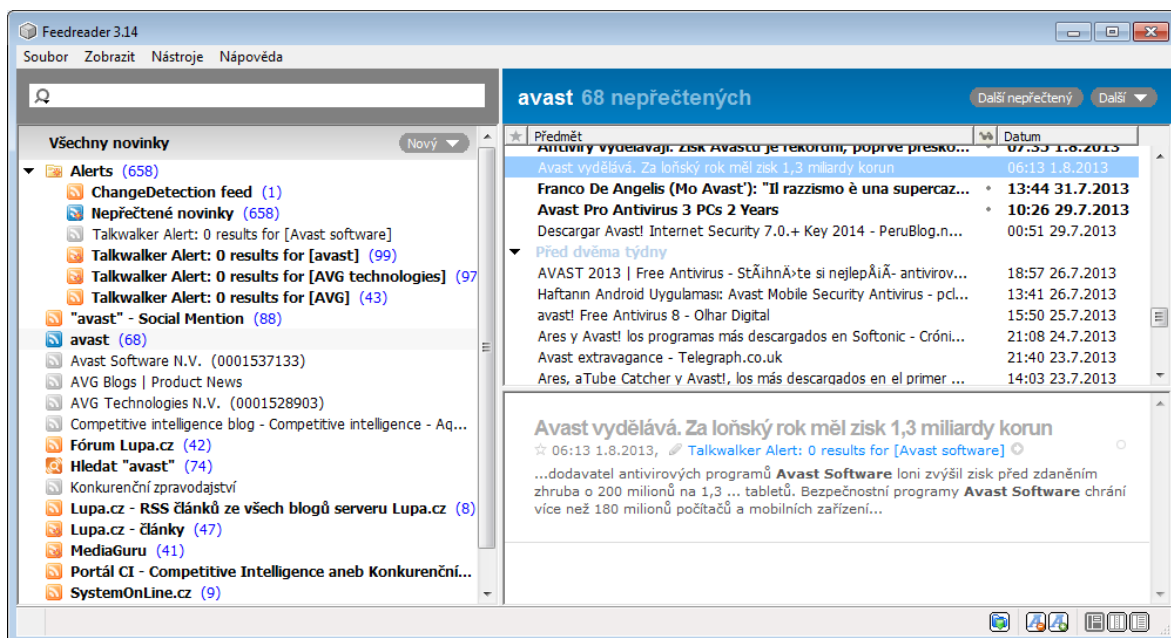 Feedreader 3.14
Soubor Zobrazit Nástroje Nápověda
avast 68 nepřečtených
Další nepřečtený
Další
Všechny novinky
Nový
Alerts (658)
ChangeDetection feed (1)
Nepřečtené novinky (658)
Talkwalker Alert: 0 results for [Avast software]
Talkwalker Alert: 0 results for [avast] (99)
Talkwalker Alert: 0 results for [AVG technologies] (97
Talkwalker Alert: 0 results for [AVG] (43)
"avast" - Social Mention (88)
avast (68)
Avast Software N.V. (0001537133)
AVG Blogs | Product News
AVG Technologies N.V. (0001528903)
Competitive intelligence blog - Competitive intelligence - Aq...
Fórum Lupa.cz (42)
Hledat "avast" (74)
Konkurenční zpravodajství
Lupa.cz - RSS článků ze všech blogů serveru Lupa.cz (8)
Lupa.cz - články (47)
MediaGuru (41)
Portál CI - Competitive Intelligence aneb Konkurenční...
SystemOnLine.cz (9)
Předmět Datum
Antiviry vydělávají. Zisk Avastu je rekordní, poprvé přesko... 07:35 1.8.2013
Avast vydělává. Za loňský rok měl zisk 1,3 miliardy korun 06:13 1.8.2013
Franco De Angelis (Mo Avast'): "Il razzismo è una supercaz... 13:44 31.7.2013
Avast Pro Antivirus 3 PCs 2 Years 10:26 29.7.2013
Descargar Avast! Internet Security 7.0.+ Key 2014 - PeruBlog.n... 00:51 29.7.2013
Před dvěma týdny
AVAST 2013 | Free Antivirus - StÃ¡hnÄ›te si nejlepÅ¡Ã­ antivirov... 18:57 26.7.2013
Haftanın Android Uygulaması: Avast Mobile Security Antivirus - pcl... 13:41 26.7.2013
avast! Free Antivirus 8 - Olhar Digital 15:50 25.7.2013
Ares y Avast! los programas más descargados en Softonic - Cróni... 21:08 24.7.2013
Avast extravagance - Telegraph.co.uk 21:40 23.7.2013
Ares, aTube Catcher y Avast!, los más descargados en el primer ... 14:03 23.7.2013
Avast vydělává. Za loňský rok měl zisk 1,3 miliardy korun
06:13 1.8.2013, Talkwalker Alert: 0 results for [Avast software]
...dodavatel antivirových programů Avast Software loni zvýšil zisk před zdaněním
zhruba o 200 milionů na 1,3 ... tabletů. Bezpečnostní programy Avast Software chrání
více než 180 milionů počítačů a mobilních zařízení...